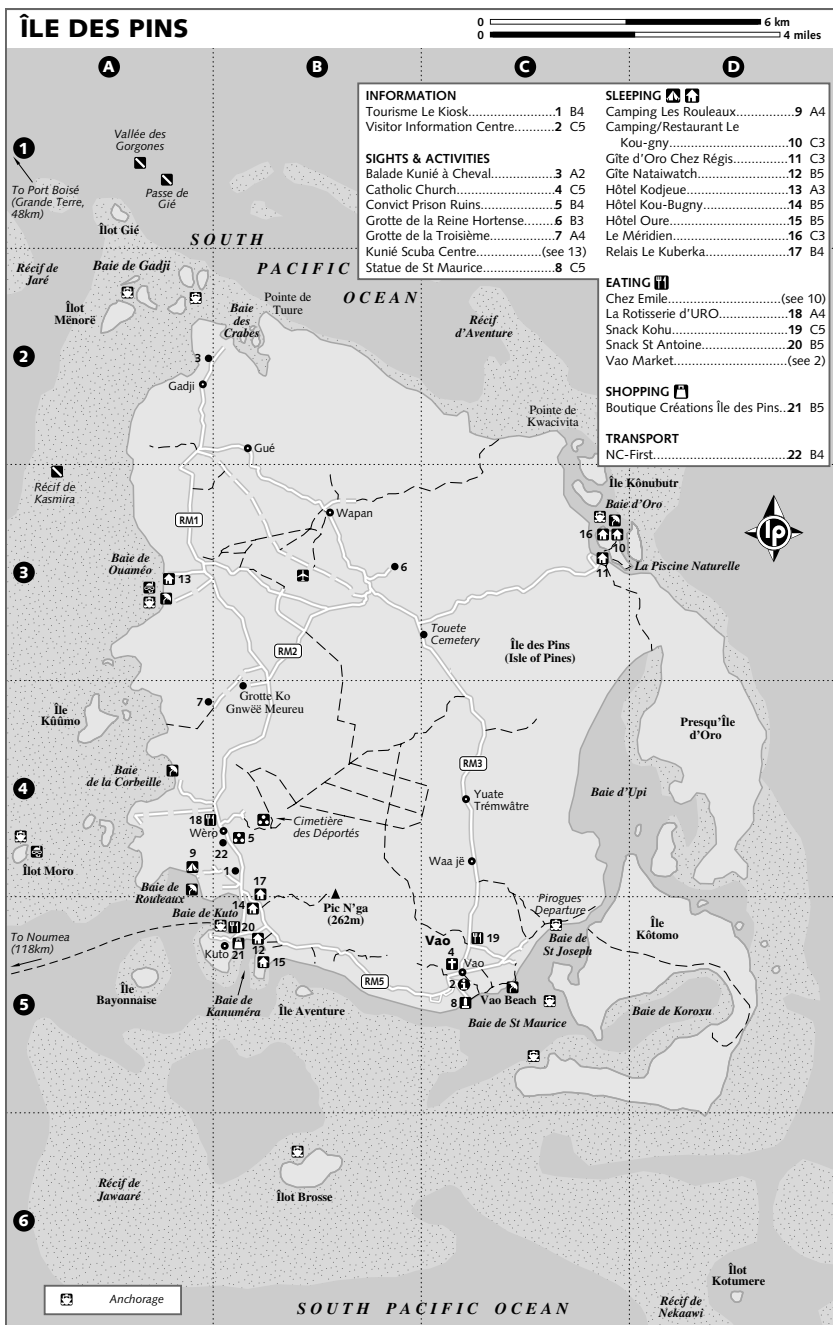 ÎLE DES PINS
0 6 km
0 4 miles
A B C D
INFORMATION
Tourisme Le Kiosk..................1 B4
Visitor Information Centre..........2 C5
SIGHTS & ACTIVITIES
Balade Kunié à Cheval...............3 A2
Catholic Church.........................4 C5
Convict Prison Ruins..................5 B4
Grotte de la Reine Hortense.......6 B3
Grotte de la Troisième...............7 A4
Kunié Scuba Centre..............(see 13)
Statue de St Maurice.................8 C5
SLEEPING
Camping Les Rouleaux...............9 A4
Camping/Restaurant Le
Kou-gny............................10 C3
Gîte d'Oro Chez Régis..............11 C3
Gîte Nataiwatch......................12 B5
Hôtel Kodjeue.........................13 A3
Hôtel Kou-Bugny....................14 B5
Hôtel Oure..............................15 B5
Le Méridien............................16 C3
Relais Le Kuberka....................17 B4
EATING
Chez Emile............................(see 10)
La Rotisserie d'URO................18 A4
Snack Kohu............................19 C5
Snack St Antoine.....................20 B5
Vao Market............................(see 2)
SHOPPING
Boutique Créations Île des Pins..21 B5
TRANSPORT
NC-First.................................22 B4
1
Vallée des
Gorgones
Passe de
Gié
To Port Boisé
(Grande Terre,
48km)
Îlot Gié
SOUTH
PACIFIC
OCEAN
Récif de
Jaré
Baie de Gadji
Îlot
Mënorë
Baie
des
Crabes
Pointe de
Tuure
Récif
d'Aventure
2
3
Gadji
Gué
Pointe de
Kwacivita
Récif de
Kasmira
Wapan
Île Kônubutr
Baie d'Oro
16
10
11
La Piscine Naturelle
lp
RM1
3
Baie de
Ouaméo
13
6
Touete
Cemetery
Île des Pins
(Isle of Pines)
RM2
7
Grotte Ko
Gnwëë Meureu
Île
Kûûmo
Presqu'Île
d'Oro
RM3
4
Baie
de la Corbeille
Baie d'Upi
Yuate
Trémwâtre
18
Wèro
5
Cimetière
des Déportés
22
Îlot Moro
9
1
Waa jë
Baie de
Rouleaux
17
14
Pic N'ga
(262m)
Pirogues
Departure
Baie de Kuto
To Noumea
(118km)
20
Kuto
21
12
15
Vao
19
Baie de
St Joseph
Île
Kôtomo
4
Vao
5
Île
Bayonnaise
Baie de
Kanuméra
RM5
2
8
Vao Beach
Île Aventure
Baie de St Maurice
Baie de Koroxu
Récif de
Jawaaré
Îlot Brosse
6
Îlot
Kotumere
Récif de
Nekaawi
Anchorage
SOUTH PACIFIC OCEAN